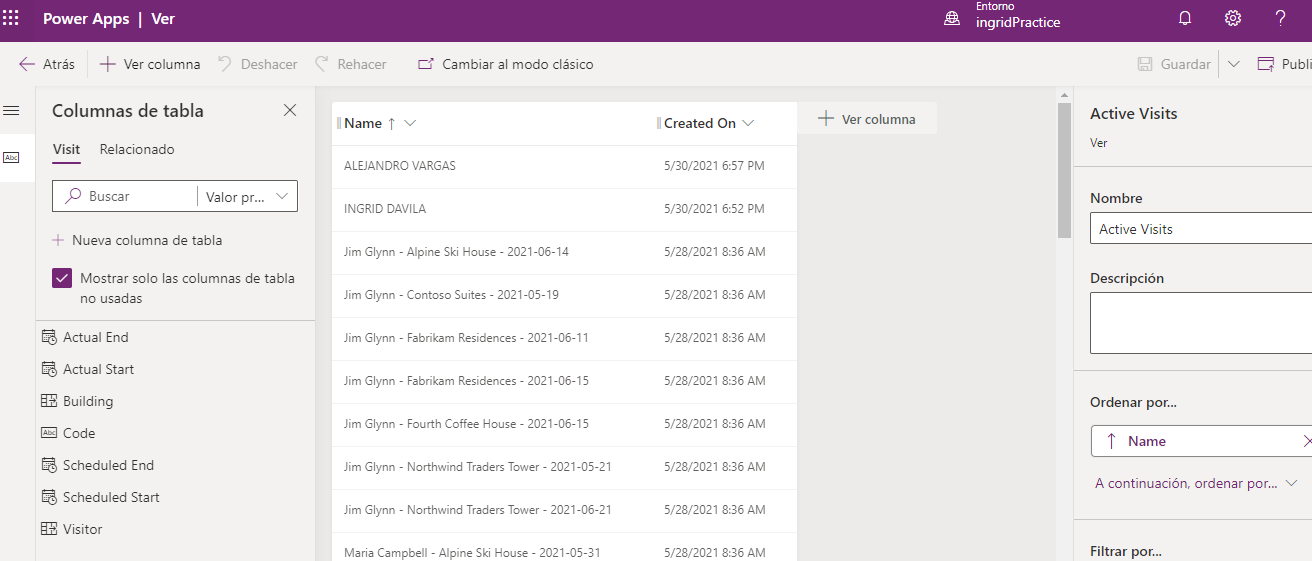 Power Apps | Ver
Entorno
ingridPractice
?
Atrás
Ver columna
Deshacer
Rehacer
Cambiar al modo clásico
Guardar
Publi
Columnas de tabla
Visit
Relacionado
Buscar
Valor pr...
Nueva columna de tabla
Mostrar solo las columnas de tabla
no usadas
Actual End
Actual Start
Building
Abc
Code
Scheduled End
Scheduled Start
Visitor
Abc
Name
Created On
Ver columna
ALEJANDRO VARGAS 5/30/2021 6:57 PM
INGRID DAVILA 5/30/2021 6:52 PM
Jim Glynn - Alpine Ski House - 2021-06-14 5/28/2021 8:36 AM
Jim Glynn - Contoso Suites - 2021-05-19 5/28/2021 8:36 AM
Jim Glynn - Fabrikam Residences - 2021-06-11 5/28/2021 8:36 AM
Jim Glynn - Fabrikam Residences - 2021-06-15 5/28/2021 8:36 AM
Jim Glynn - Fourth Coffee House - 2021-06-15 5/28/2021 8:36 AM
Jim Glynn - Northwind Traders Tower - 2021-05-21 5/28/2021 8:36 AM
Jim Glynn - Northwind Traders Tower - 2021-06-21 5/28/2021 8:36 AM
Maria Campbell - Alpine Ski House - 2021-05-31 5/28/2021 8:36 AM
Active Visits
Ver
Nombre
Active Visits
Descripción
Ordenar por...
Name
A continuación, ordenar por...
Filtrar por...